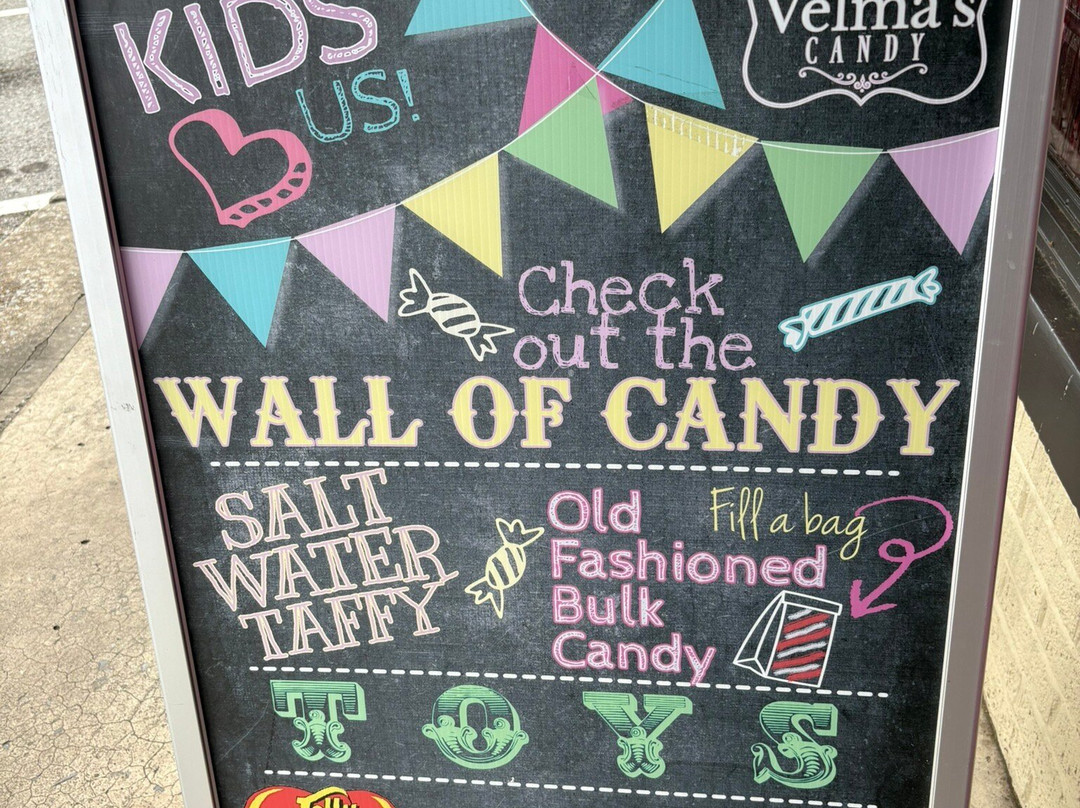 KIDS
US!
Velma's
CANDY
Check
out the
WALL OF CANDY
SALT
WATER
TAFFY
Old
Fashioned
Bulk
Candy
Fill a bag
TOYS
Jelly